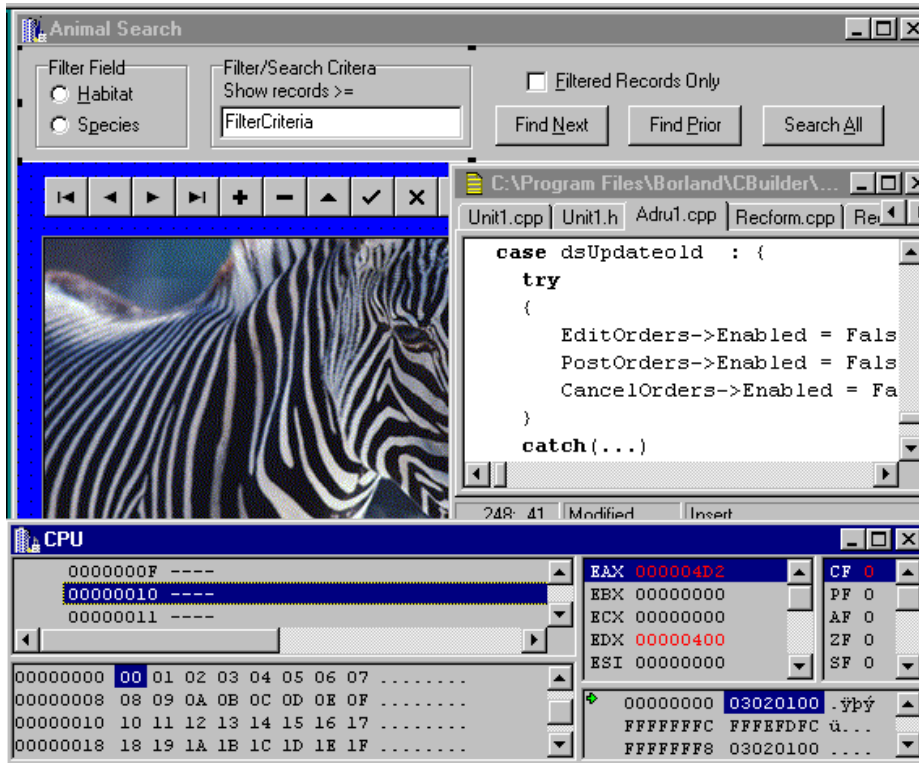 Animal Search
Filter Field
Habitat
Species
Filter/Search Critera
Show records >=
FilterCriteria
Filtered Records Only
Find Next
Find Prior
Search All
C:\Program Files\Borland\CBuilder\...
Unit1.cpp Unit1.h Adru1.cpp Recform.cpp Re
case dsUpdateold : {
try
{
EditOrders->Enabled = Fals
PostOrders->Enabled = Fals
CancelOrders->Enabled = Fa
}
catch(...)
248: 41 Modified Insert
CPU
0000000F ----
00000010 ----
00000011 ----
EAX 000004D2
EBX 00000000
ECX 00000000
EDX 00000400
ESI 00000000
CF 0
PF 0
AF 0
ZF 0
SF 0
00000000 00 01 02 03 04 05 06 07 ........
00000008 08 09 0A 0B 0C 0D 0E 0F ........
00000010 10 11 12 13 14 15 16 17 ........
00000018 18 19 1A 1B 1C 1D 1E 1F ........
00000000 03020100 .ÿþý
FFFFFFFC FFFEFDFC ü...
FFFFFFF8 03020100 ....